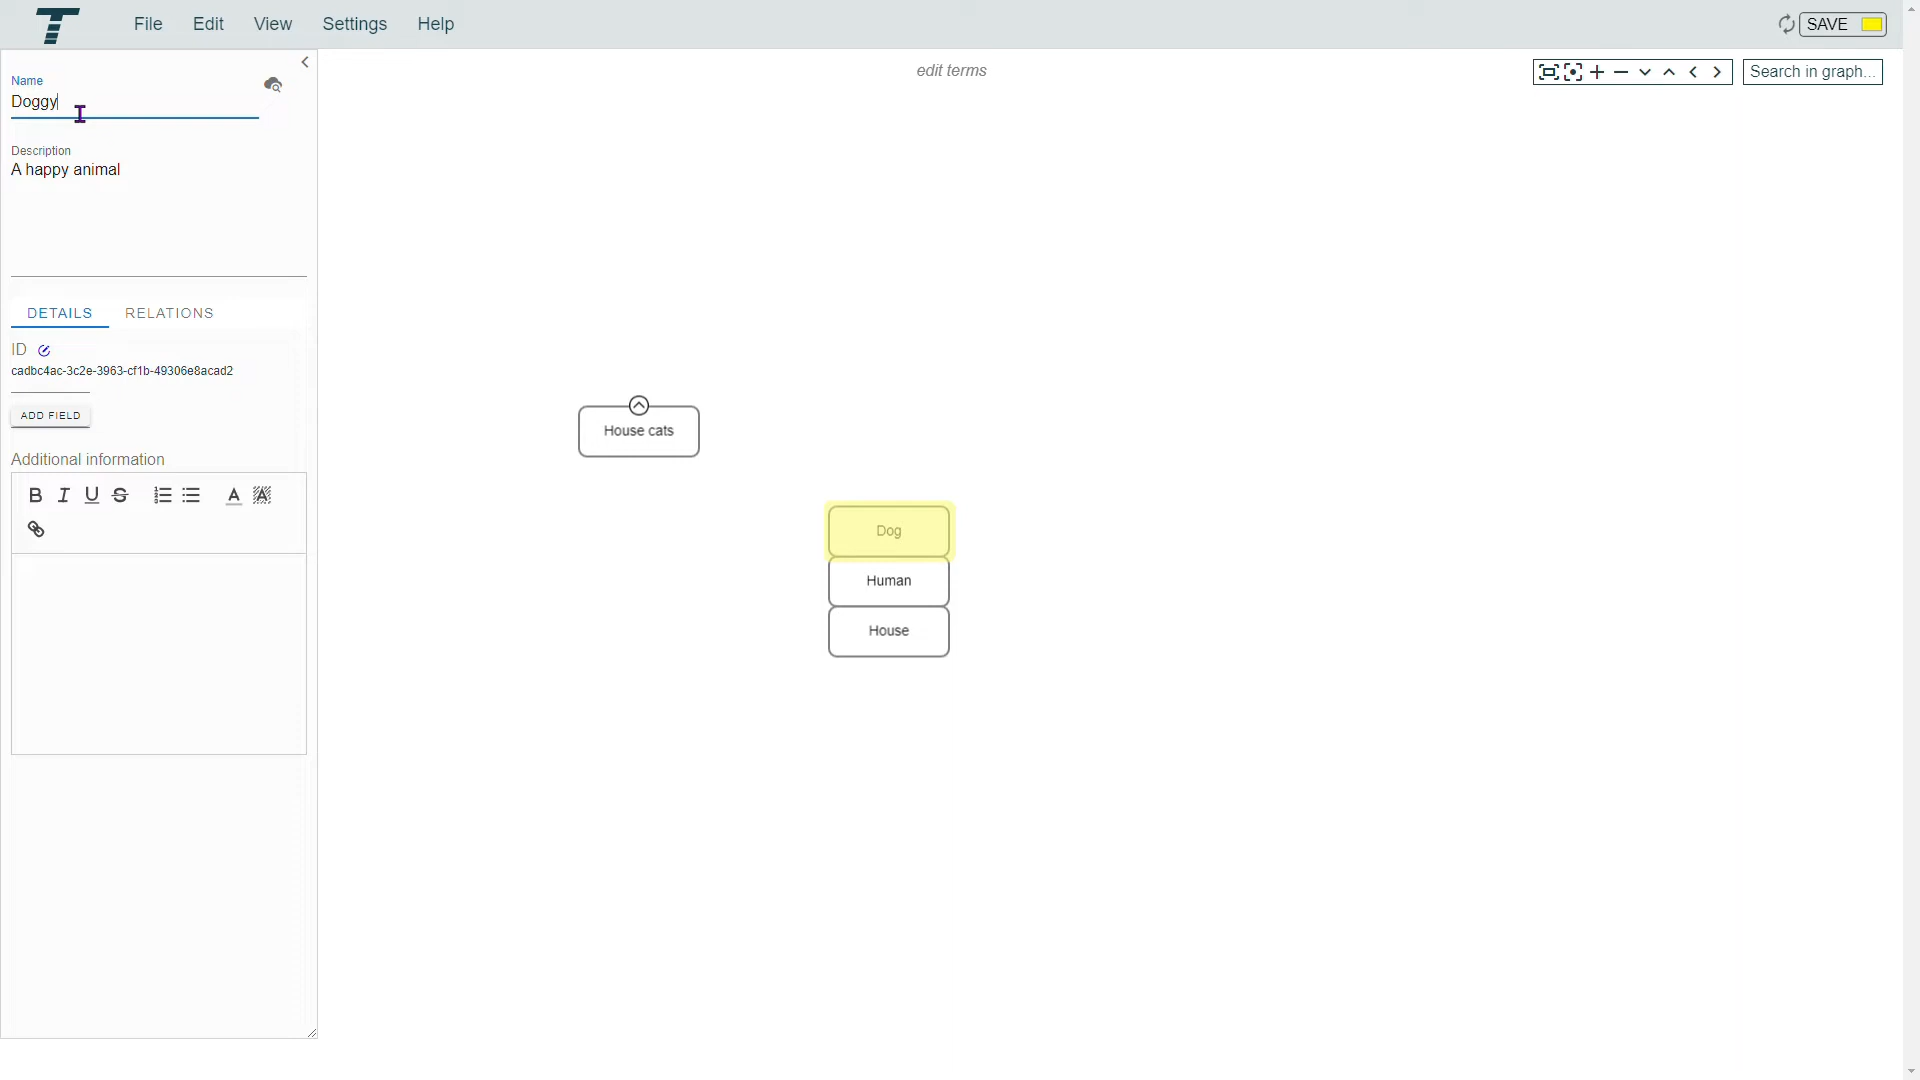 File Edit View Settings Help SAVE
edit terms
Search in graph...
Name
Doggy
Description
A happy animal
DETAILS RELATIONS
ID
cadbc4ac-3c2e-3963-cf1b-49306e8acad2
ADD FIELD
Additional information
House cats
Dog
Human
House